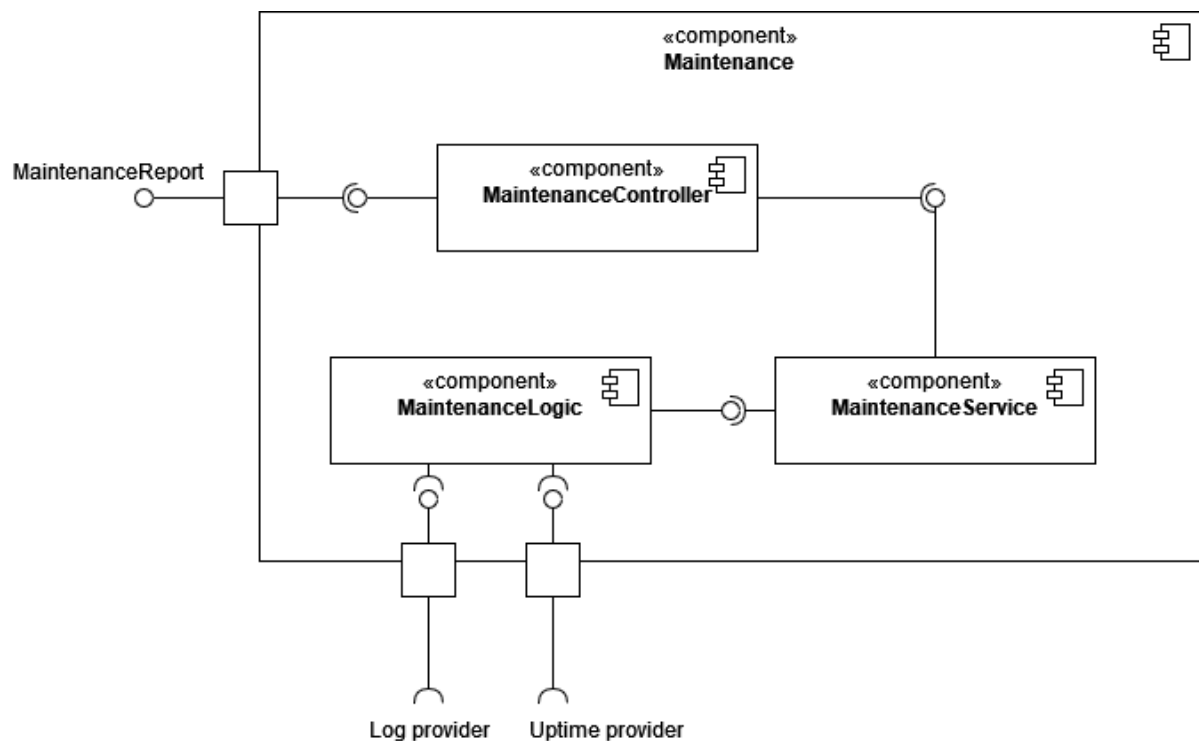 «component»
Maintenance
MaintenanceReport
«component»
MaintenanceController
«component»
MaintenanceLogic
«component»
MaintenanceService
Log provider
Uptime provider